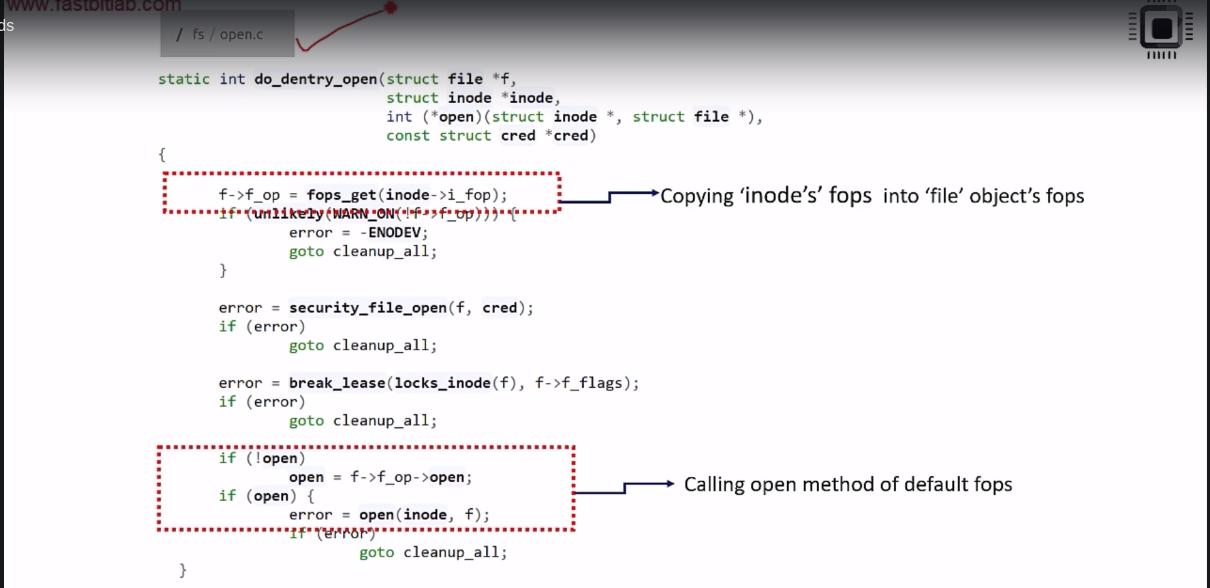 www.fastbitlab.com
ds
/ fs / open.c
static int do_dentry_open(struct file *f,
struct inode *inode,
int (*open)(struct inode *, struct file *),
const struct cred *cred)
{
f->f_op = fops_get(inode->i_fop);
Copying ‘inode’s’ fops into ‘file’ object’s fops
if (unlikely(WARN_ON(!f->f_op))) {
error = -ENODEV;
goto cleanup_all;
}
error = security_file_open(f, cred);
if (error)
goto cleanup_all;
error = break_lease(locks_inode(f), f->f_flags);
if (error)
goto cleanup_all;
if (!open)
open = f->f_op->open;
Calling open method of default fops
if (open) {
error = open(inode, f);
if (error)
goto cleanup_all;
}